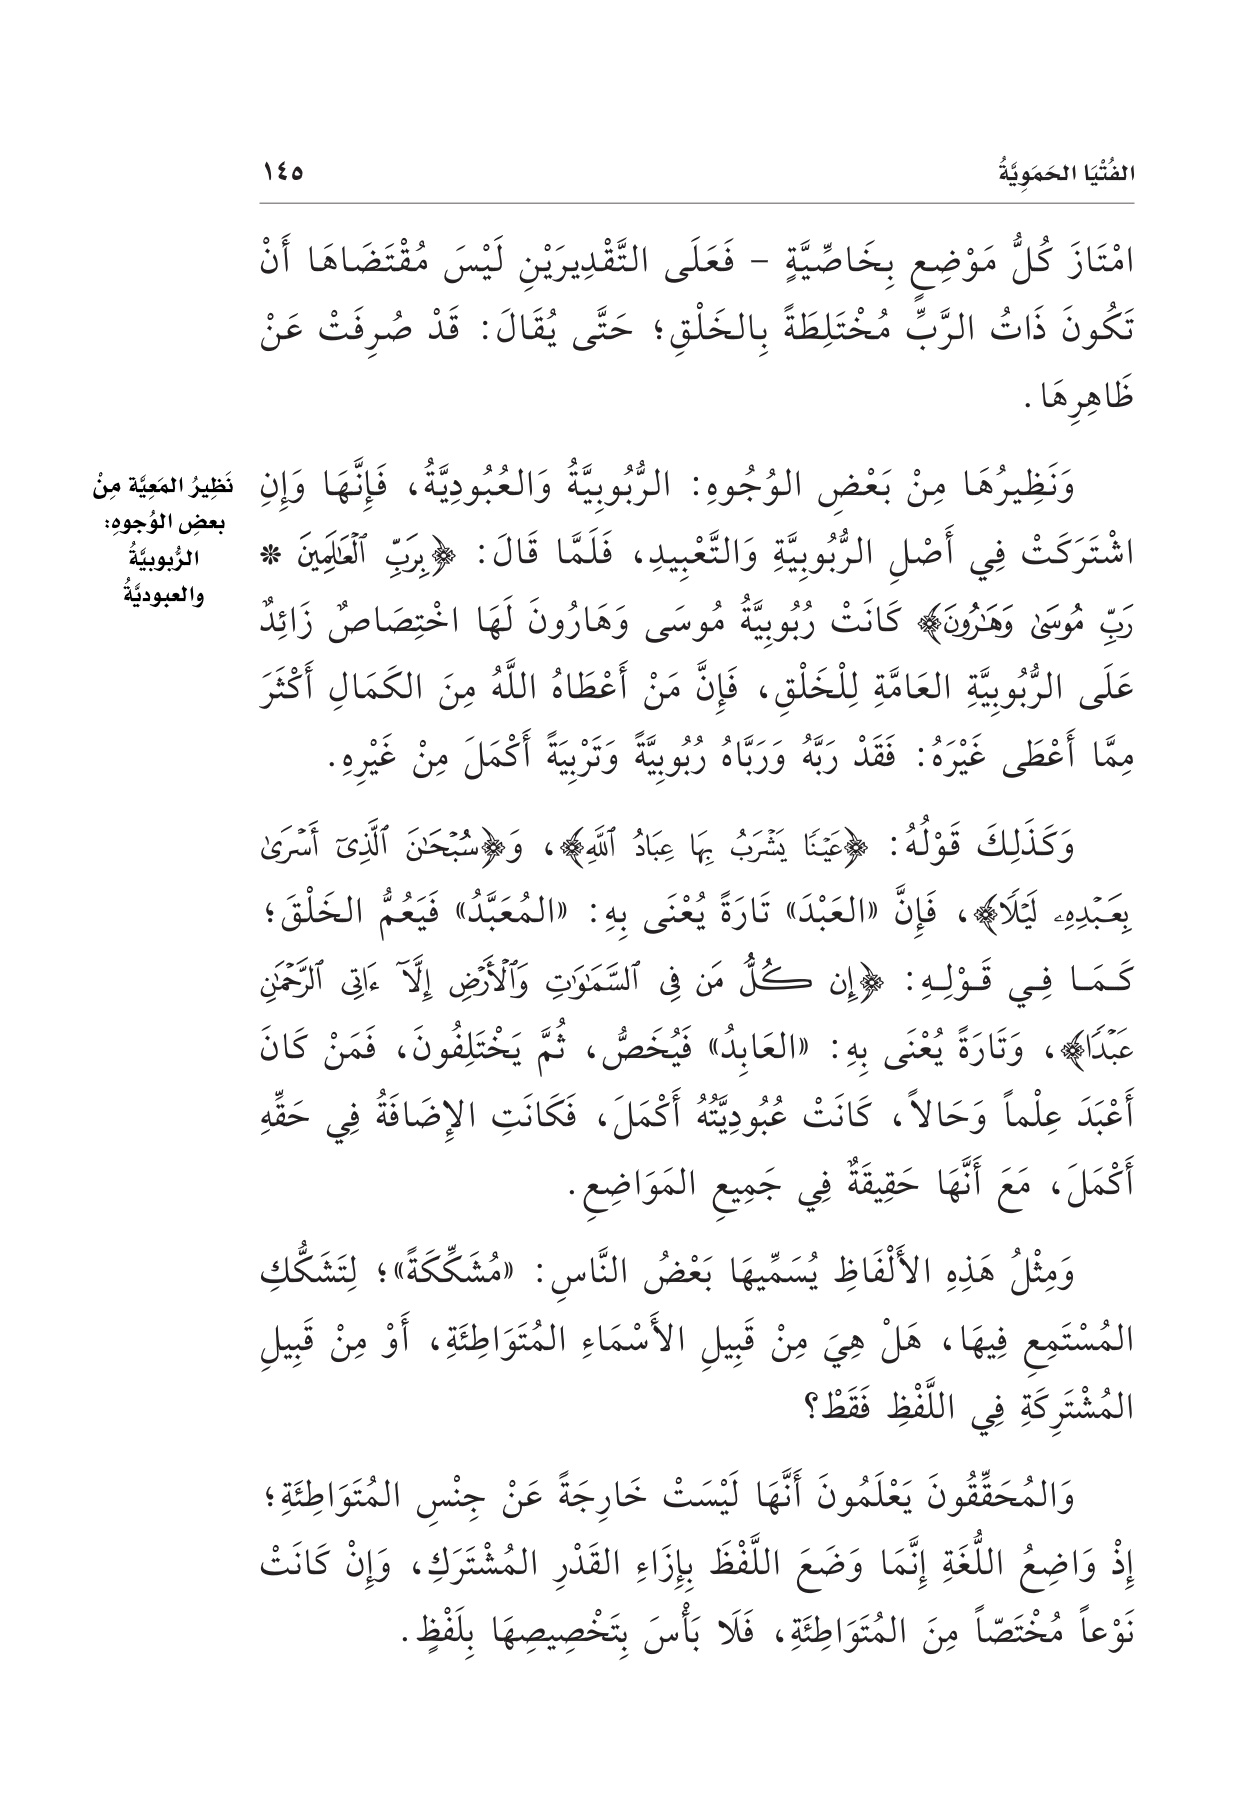 الفُتْيَا الحَمَوِيَّةُ
١٤٥
امْتَازَ كُلُّ مَوْضِعٍ بِخَاصِّيَّةٍ – فَعَلَى التَّقْدِيرَيْنِ لَيْسَ مُقْتَضَاهَا أَنْ
تَكُونَ ذَاتُ الرَّبِّ مُخْتَلِطَةً بِالخَلْقِ؛ حَتَّى يُقَالَ: قَدْ صُرِفَتْ عَنْ
ظَاهِرِهَا.
وَنَظِيرُهَا مِنْ بَعْضِ الوُجُوهِ: الرُّبُوبِيَّةُ وَالعُبُودِيَّةُ، فَإِنَّهَا وَإِنِ
اشْتَرَكَتْ فِي أَصْلِ الرُّبُوبِيَّةِ وَالتَّعْبِيدِ، فَلَمَّا قَالَ: ﴿بِرَبِّ ٱلۡعَٰلَمِينَ *
رَبِّ مُوسَىٰ وَهَٰرُونَ﴾ كَانَتْ رُبُوبِيَّةُ مُوسَى وَهَارُونَ لَهَا اخْتِصَاصٌ زَائِدٌ
عَلَى الرُّبُوبِيَّةِ العَامَّةِ لِلْخَلْقِ، فَإِنَّ مَنْ أَعْطَاهُ اللَّهُ مِنَ الكَمَالِ أَكْثَرَ
مِمَّا أَعْطَى غَيْرَهُ: فَقَدْ رَبَّهُ وَرَبَّاهُ رُبُوبِيَّةً وَتَرْبِيَةً أَكْمَلَ مِنْ غَيْرِهِ.
نَظِيرُ المَعِيَّة مِنْ
بعضِ الوُجوهِ:
الرُّبوبيَّةُ
والعبوديَّةُ
وَكَذَلِكَ قَوْلُهُ: ﴿عَيۡنٗا يَشۡرَبُ بِهَا عِبَادُ ٱللَّهِ﴾، وَ﴿سُبۡحَٰنَ ٱلَّذِيٓ أَسۡرَىٰ
بِعَبۡدِهِۦ لَيۡلٗا﴾، فَإِنَّ «العَبْدَ» تَارَةً يُعْنَى بِهِ: «المُعَبَّدُ» فَيَعُمُّ الخَلْقَ؛
كَمَا فِي قَوْلِهِ: ﴿إِن كُلُّ مَن فِي ٱلسَّمَٰوَٰتِ وَٱلۡأَرۡضِ إِلَّآ ءَاتِي ٱلرَّحۡمَٰنِ
عَبۡدٗا﴾، وَتَارَةً يُعْنَى بِهِ: «العَابِدُ» فَيُخَصُّ، ثُمَّ يَخْتَلِفُونَ، فَمَنْ كَانَ
أَعْبَدَ عِلْماً وَحَالاً، كَانَتْ عُبُودِيَّتُهُ أَكْمَلَ، فَكَانَتِ الإِضَافَةُ فِي حَقِّهِ
أَكْمَلَ، مَعَ أَنَّهَا حَقِيقَةٌ فِي جَمِيعِ المَوَاضِعِ.
وَمِثْلُ هَذِهِ الأَلْفَاظِ يُسَمِّيهَا بَعْضُ النَّاسِ: «مُشَكِّكَةً»؛ لِتَشَكُّكِ
المُسْتَمِعِ فِيهَا، هَلْ هِيَ مِنْ قَبِيلِ الأَسْمَاءِ المُتَوَاطِئَةِ، أَوْ مِنْ قَبِيلِ
المُشْتَرِكَةِ فِي اللَّفْظِ فَقَطْ؟
وَالمُحَقِّقُونَ يَعْلَمُونَ أَنَّهَا لَيْسَتْ خَارِجَةً عَنْ جِنْسِ المُتَوَاطِئَةِ؛
إِذْ وَاضِعُ اللُّغَةِ إِنَّمَا وَضَعَ اللَّفْظَ بِإِزَاءِ القَدْرِ المُشْتَرَكِ، وَإِنْ كَانَتْ
نَوْعاً مُخْتَصّاً مِنَ المُتَوَاطِئَةِ، فَلَا بَأْسَ بِتَخْصِيصِهَا بِلَفْظٍ.